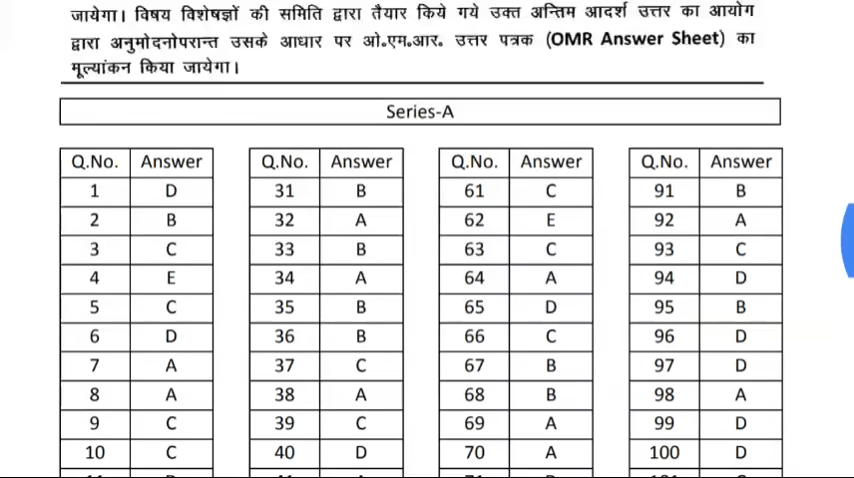 जायेगा। विषय विशेषज्ञों की समिति द्वारा तैयार किये गये उक्त अन्तिम आदर्श उत्तर का आयोग
द्वारा अनुमोदनोपरान्त उसके आधार पर ओ.एम.आर. उत्तर पत्रक (OMR Answer Sheet) का
मूल्यांकन किया जायेगा।
Series-A
Q.No. Answer Q.No. Answer Q.No. Answer Q.No. Answer
1 D 31 B 61 C 91 B
2 B 32 A 62 E 92 A
3 C 33 B 63 C 93 C
4 E 34 A 64 A 94 D
5 C 35 B 65 D 95 B
6 D 36 B 66 C 96 D
7 A 37 C 67 B 97 D
8 A 38 A 68 B 98 A
9 C 39 C 69 A 99 D
10 C 40 D 70 A 100 D